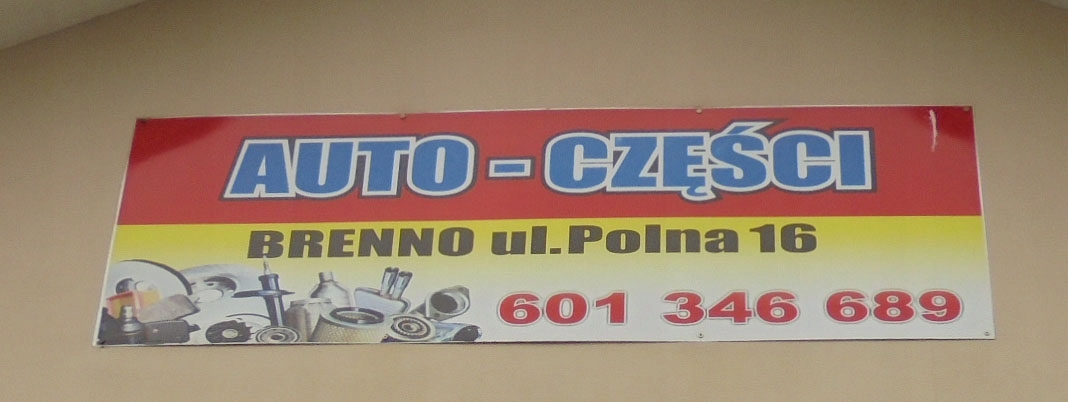 AUTO - CZĘŚCI
BRENNO ul.Polna 16
601 346 689